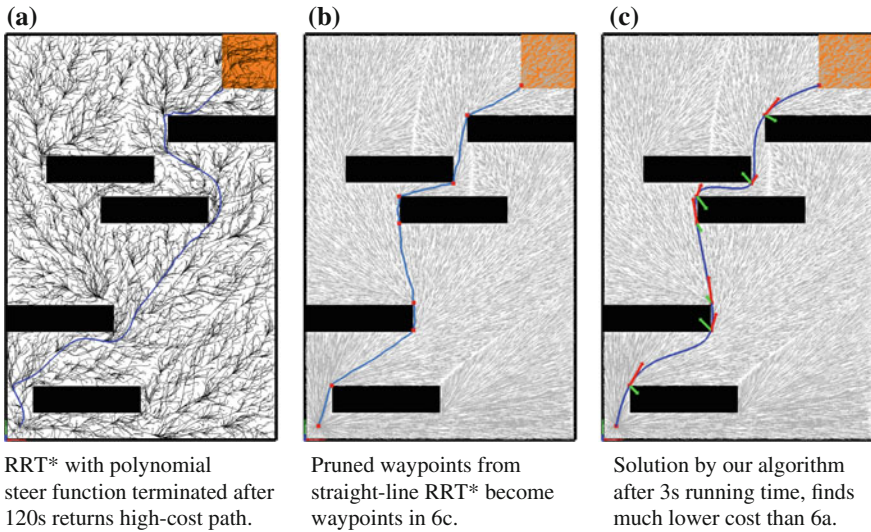 (a)
(b)
(c)
RRT* with polynomial
steer function terminated after
120s returns high-cost path.
Pruned waypoints from
straight-line RRT* become
waypoints in 6c.
Solution by our algorithm
after 3s running time, finds
much lower cost than 6a.